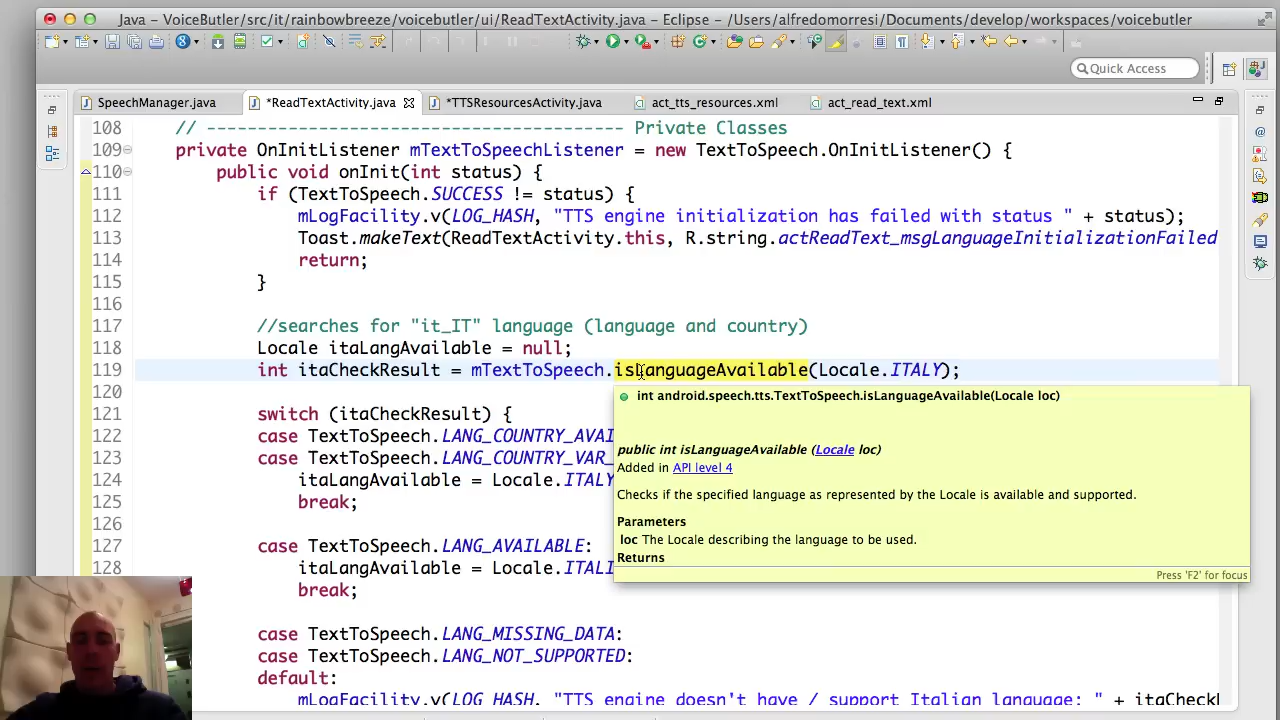 Java - VoiceButler/src/it/rainbowbreeze/voicebutler/ui/ReadTextActivity.java - Eclipse - /Users/alfredomorresi/Documents/develop/workspaces/voicebutler
Quick Access
SpeechManager.java
*ReadTextActivity.java
*TTSResourcesActivity.java
act_tts_resources.xml
act_read_text.xml
108 // ----------------------------------------- Private Classes
109 private OnInitListener mTextToSpeechListener = new TextToSpeech.OnInitListener() {
110 public void onInit(int status) {
111 if (TextToSpeech.SUCCESS != status) {
112 mLogFacility.v(LOG_HASH, "TTS engine initialization has failed with status " + status);
113 Toast.makeText(ReadTextActivity.this, R.string.actReadText_msgLanguageInitializationFailed
114 return;
115 }
116
117 //searches for "it_IT" language (language and country)
118 Locale itaLangAvailable = null;
119 int itaCheckResult = mTextToSpeech.isLanguageAvailable(Locale.ITALY);
120
121 switch (itaCheckResult) {
122 case TextToSpeech.LANG_COUNTRY_AVAI
123 case TextToSpeech.LANG_COUNTRY_VAR_
124 itaLangAvailable = Locale.ITALY
125 break;
126
127 case TextToSpeech.LANG_AVAILABLE:
128 itaLangAvailable = Locale.ITALI
break;
case TextToSpeech.LANG_MISSING_DATA:
case TextToSpeech.LANG_NOT_SUPPORTED:
default:
mLogFacility.v(LOG_HASH, "TTS engine doesn't have / support Italian language: " + itaCheckR
int android.speech.tts.TextToSpeech.isLanguageAvailable(Locale loc)
public int isLanguageAvailable (Locale loc)
Added in API level 4
Checks if the specified language as represented by the Locale is available and supported.
Parameters
loc The Locale describing the language to be used.
Returns
Press 'F2' for focus